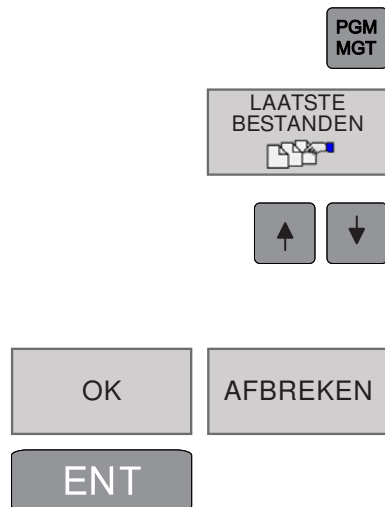 PGM
MGT
LAATSTE
BESTANDEN
OK
AFBREKEN
ENT